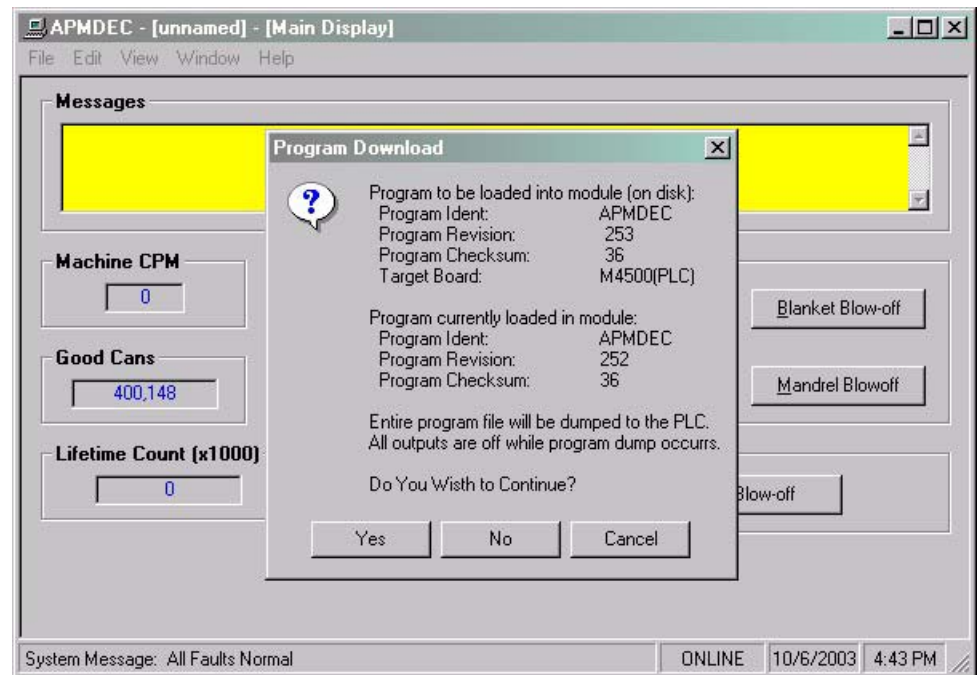 APMDEC - [unnamed] - [Main Display]
File Edit View Window Help
Messages
Program Download
?
Program to be loaded into module (on disk):
Program Ident: APMDEC
Program Revision: 253
Program Checksum: 36
Target Board: M4500(PLC)
Program currently loaded in module:
Program Ident: APMDEC
Program Revision: 252
Program Checksum: 36
Entire program file will be dumped to the PLC.
All outputs are off while program dump occurrs.
Do You Wisth to Continue?
Yes No Cancel
Machine CPM
0
Good Cans
400,148
Lifetime Count (x1000)
0
Blanket Blow-off
Mandrel Blowoff
Blow-off
System Message: All Faults Normal
ONLINE 10/6/2003 4:43 PM